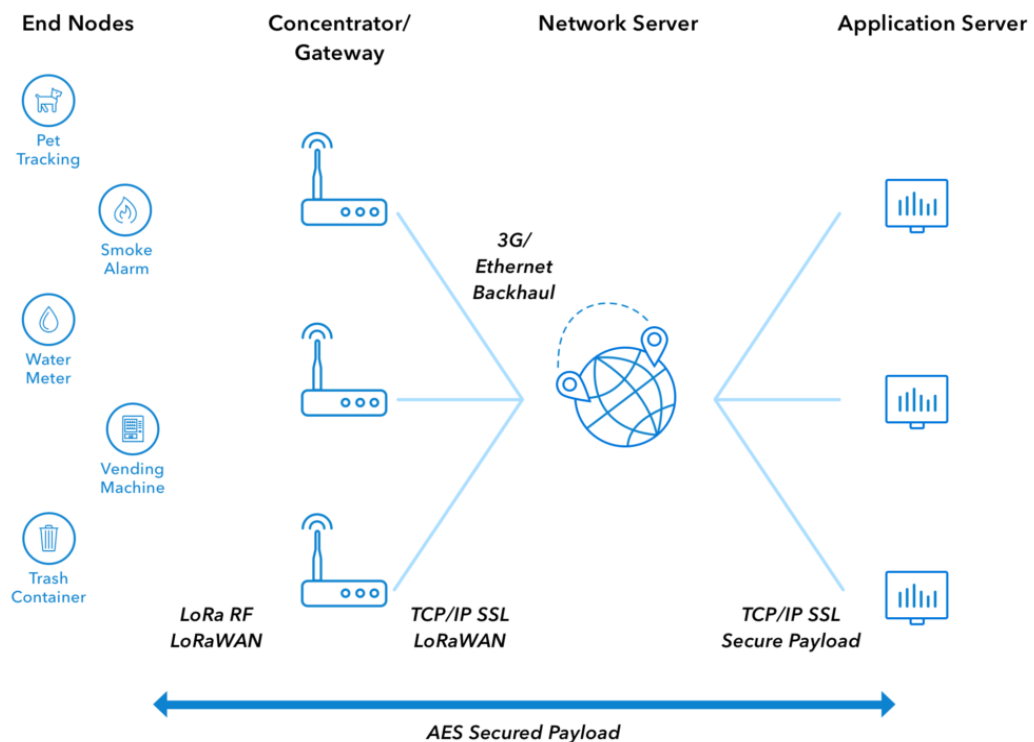 End Nodes
Concentrator/
Gateway
Network Server
Application Server
Pet
Tracking
Smoke
Alarm
Water
Meter
Vending
Machine
Trash
Container
3G/
Ethernet
Backhaul
LoRa RF
LoRaWAN
TCP/IP SSL
LoRaWAN
TCP/IP SSL
Secure Payload
AES Secured Payload